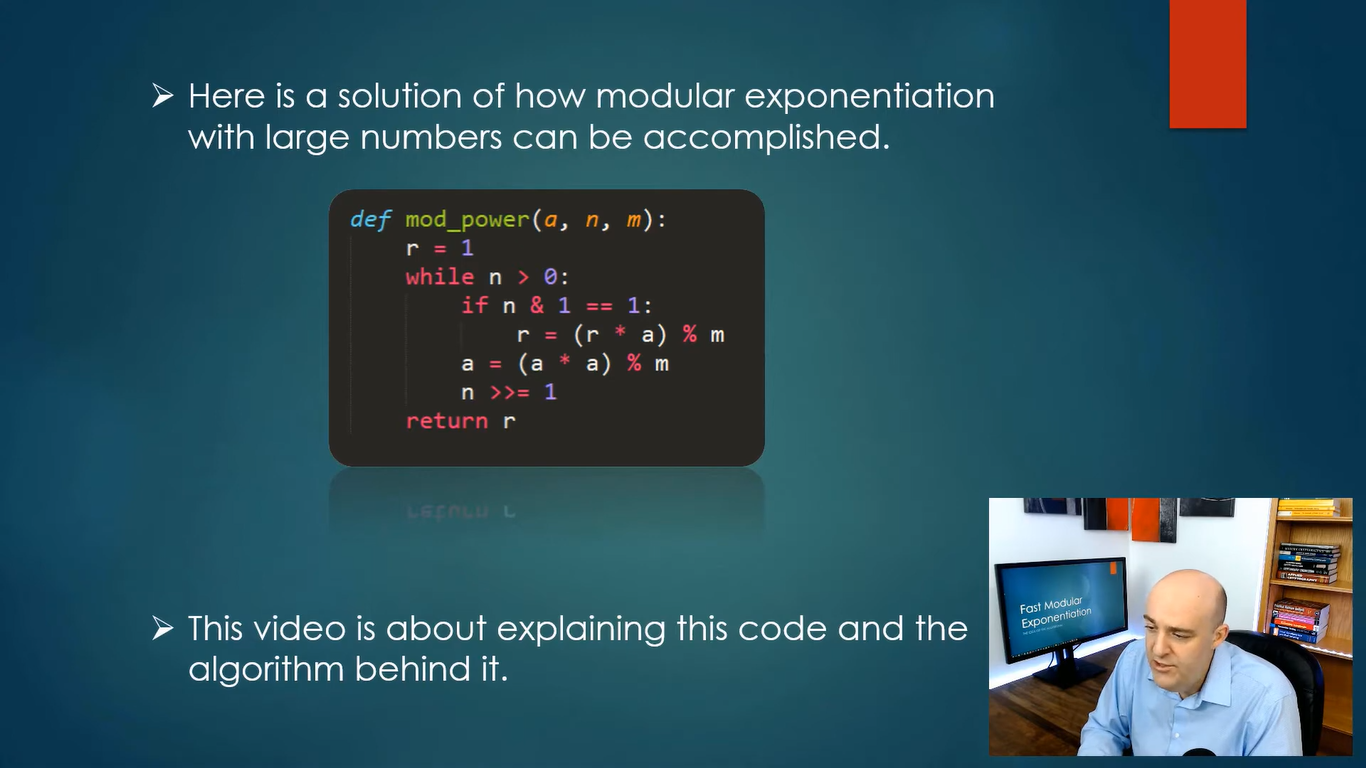 ➢ Here is a solution of how modular exponentiation
with large numbers can be accomplished.
def mod_power(a, n, m):
    r = 1
    while n > 0:
        if n & 1 == 1:
            r = (r * a) % m
        a = (a * a) % m
        n >>= 1
    return r
➢ This video is about explaining this code and the
algorithm behind it.
Fast Modular
Exponentiation